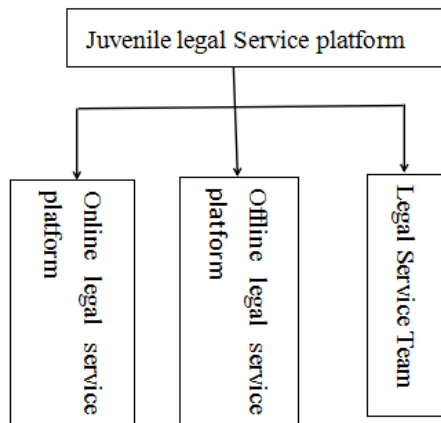 Juvenile legal Service platform
Online legal service
platform
Offline legal service
platform
Legal Service Team